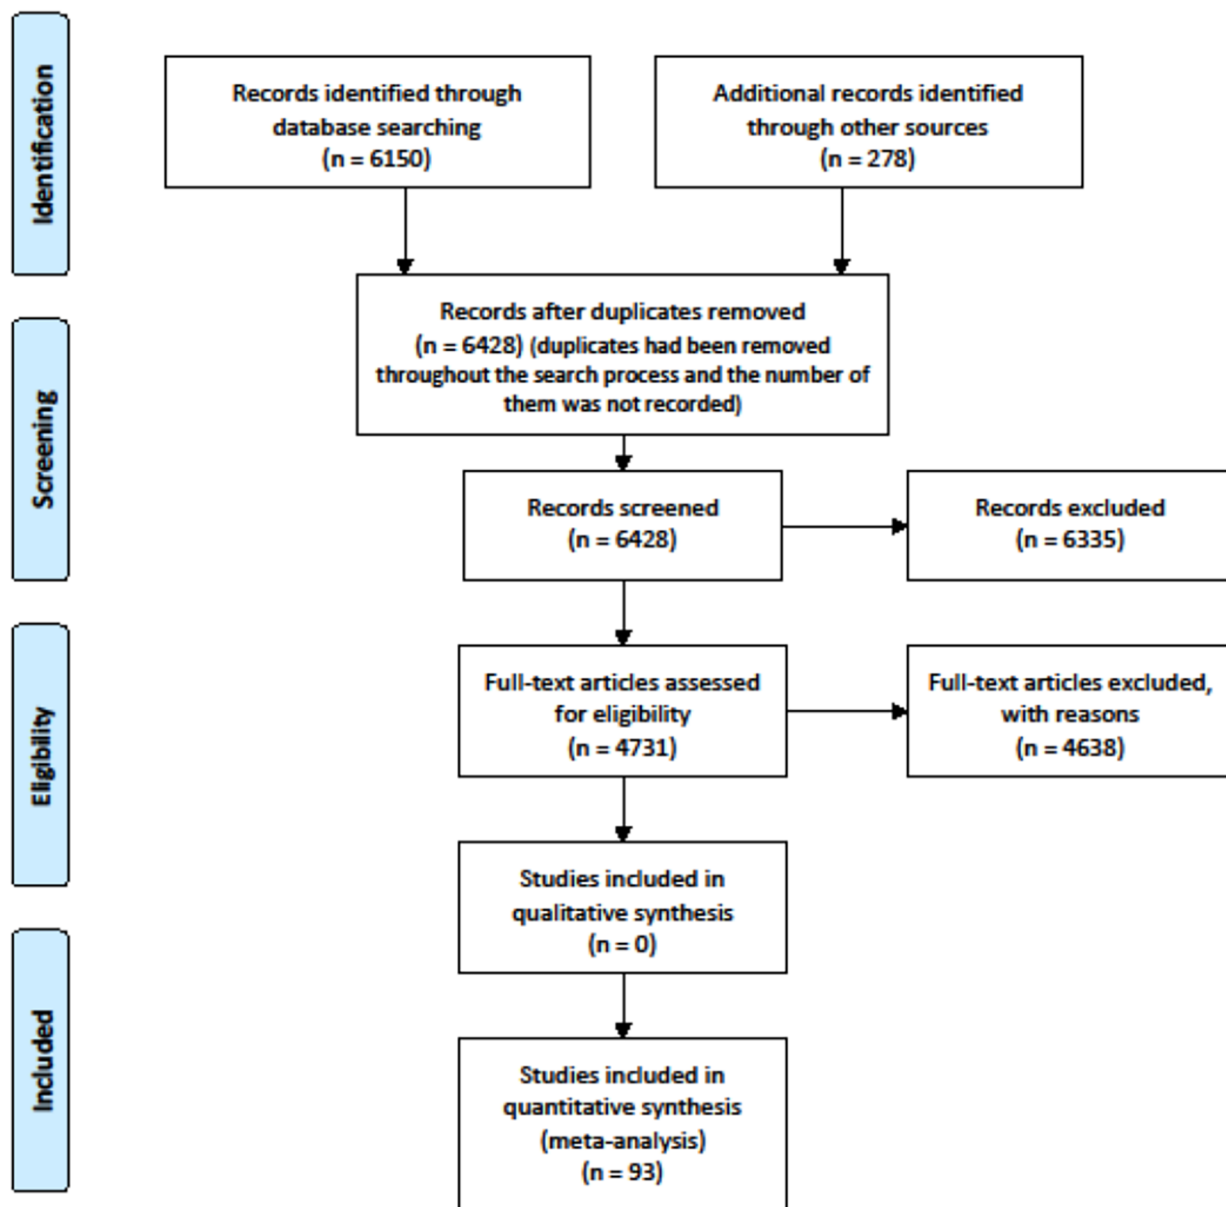 Identification
Records identified through
database searching
(n = 6150)
Additional records identified
through other sources
(n = 278)
Records after duplicates removed
(n = 6428) (duplicates had been removed
throughout the search process and the number of
them was not recorded)
Screening
Records screened
(n = 6428)
Records excluded
(n = 6335)
Eligibility
Full-text articles assessed
for eligibility
(n = 4731)
Full-text articles excluded,
with reasons
(n = 4638)
Studies included in
qualitative synthesis
(n = 0)
Included
Studies included in
quantitative synthesis
(meta-analysis)
(n = 93)